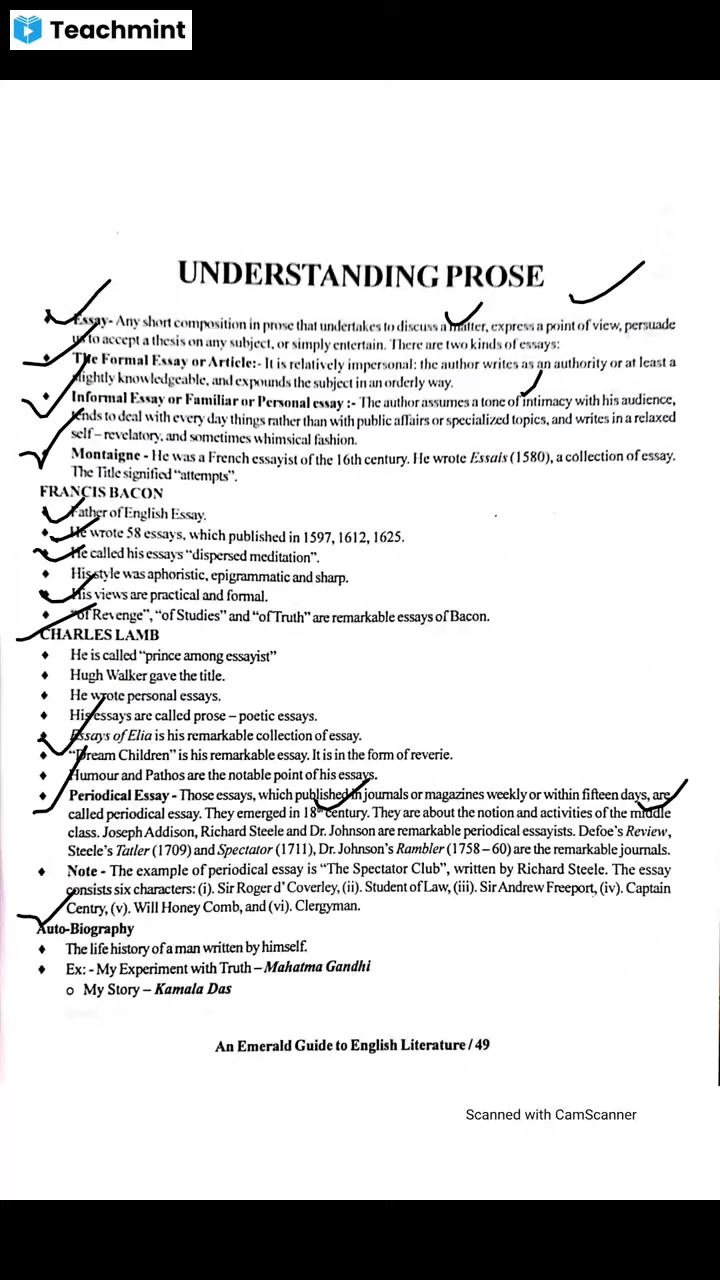 Teachmint
UNDERSTANDING PROSE
Essay- Any short composition in prose that undertakes to discuss a matter, express a point of view, persuade
us to accept a thesis on any subject, or simply entertain. There are two kinds of essays:
The Formal Essay or Article:- It is relatively impersonal: the author writes as an authority or at least a
slightly knowledgeable, and expounds the subject in an orderly way.
Informal Essay or Familiar or Personal essay :- The author assumes a tone of intimacy with his audience,
tends to deal with every day things rather than with public affairs or specialized topics, and writes in a relaxed
self – revelatory, and sometimes whimsical fashion.
Montaigne - He was a French essayist of the 16th century. He wrote Essais (1580), a collection of essay.
The Title signified "attempts".
FRANCIS BACON
Father of English Essay.
He wrote 58 essays, which published in 1597, 1612, 1625.
He called his essays "dispersed meditation".
His style was aphoristic, epigrammatic and sharp.
His views are practical and formal.
"of Revenge", "of Studies" and "of Truth" are remarkable essays of Bacon.
CHARLES LAMB
He is called "prince among essayist"
Hugh Walker gave the title.
He wrote personal essays.
His essays are called prose – poetic essays.
Essays of Elia is his remarkable collection of essay.
"Dream Children" is his remarkable essay. It is in the form of reverie.
Humour and Pathos are the notable point of his essays.
Periodical Essay - Those essays, which published in journals or magazines weekly or within fifteen days, are
called periodical essay. They emerged in 18th century. They are about the notion and activities of the middle
class. Joseph Addison, Richard Steele and Dr. Johnson are remarkable periodical essayists. Defoe's Review,
Steele's Tatler (1709) and Spectator (1711), Dr. Johnson's Rambler (1758 – 60) are the remarkable journals.
Note - The example of periodical essay is "The Spectator Club", written by Richard Steele. The essay
consists six characters: (i). Sir Roger d' Coverley, (ii). Student of Law, (iii). Sir Andrew Freeport, (iv). Captain
Centry, (v). Will Honey Comb, and (vi). Clergyman.
Auto-Biography
The life history of a man written by himself.
Ex: - My Experiment with Truth – Mahatma Gandhi
o My Story – Kamala Das
An Emerald Guide to English Literature / 49
Scanned with CamScanner